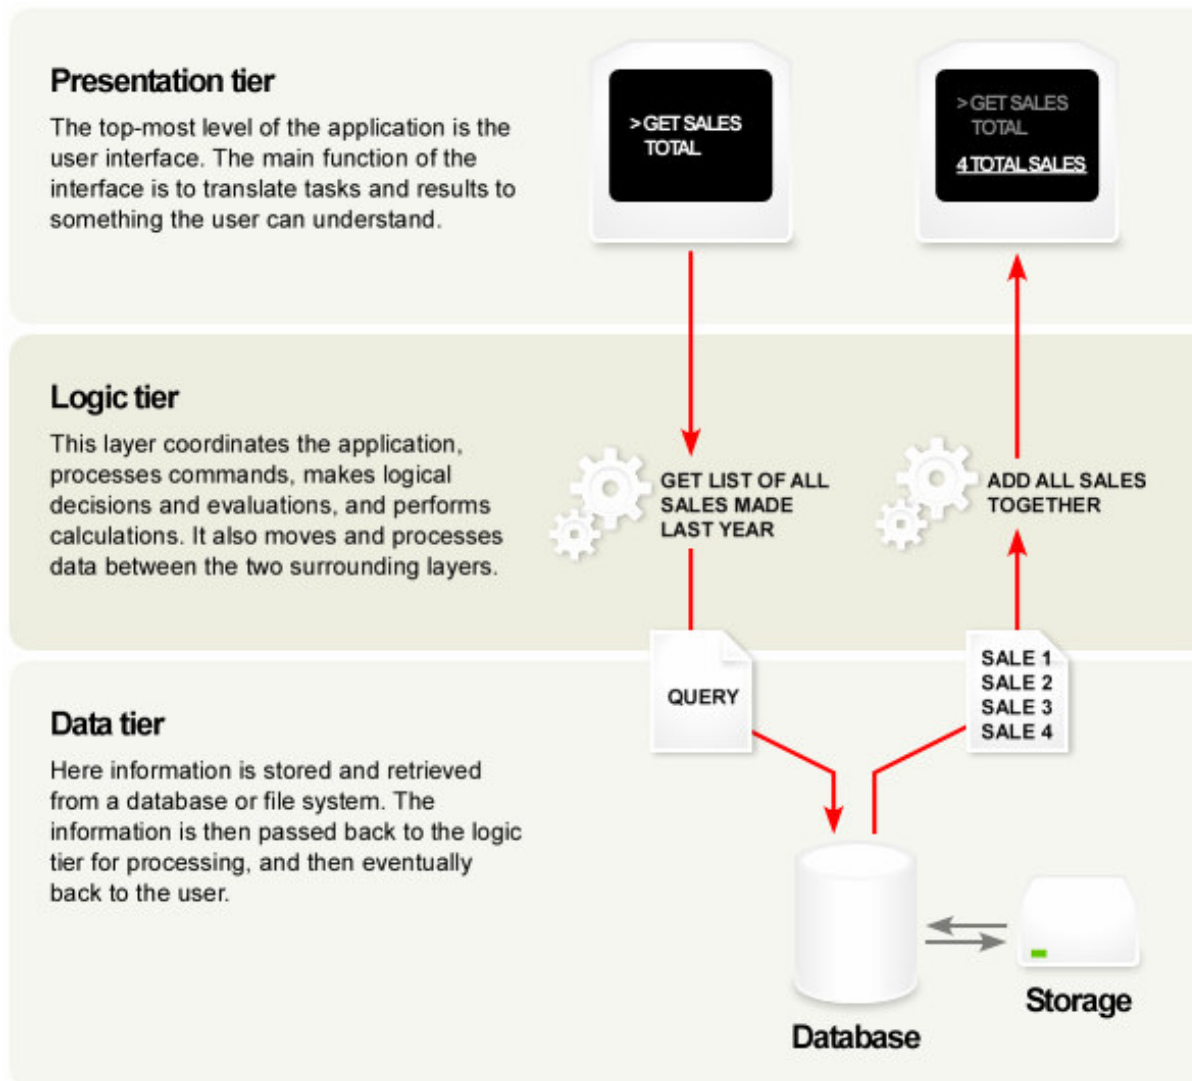 Presentation tier
The top-most level of the application is the
user interface. The main function of the
interface is to translate tasks and results to
something the user can understand.
> GET SALES
TOTAL
> GET SALES
TOTAL
4 TOTAL SALES
Logic tier
This layer coordinates the application,
processes commands, makes logical
decisions and evaluations, and performs
calculations. It also moves and processes
data between the two surrounding layers.
GET LIST OF ALL
SALES MADE
LAST YEAR
ADD ALL SALES
TOGETHER
QUERY
SALE 1
SALE 2
SALE 3
SALE 4
Data tier
Here information is stored and retrieved
from a database or file system. The
information is then passed back to the logic
tier for processing, and then eventually
back to the user.
Database
Storage